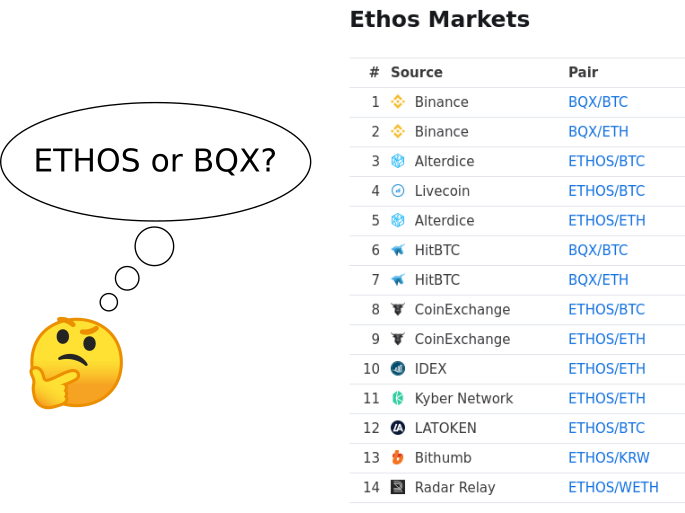 Ethos Markets
# Source Pair
1 Binance BQX/BTC
2 Binance BQX/ETH
3 Alterdice ETHOS/BTC
4 Livecoin ETHOS/BTC
5 Alterdice ETHOS/ETH
6 HitBTC BQX/BTC
7 HitBTC BQX/ETH
8 CoinExchange ETHOS/BTC
9 CoinExchange ETHOS/ETH
10 IDEX ETHOS/ETH
11 Kyber Network ETHOS/ETH
12 LATOKEN ETHOS/BTC
13 Bithumb ETHOS/KRW
14 Radar Relay ETHOS/WETH
ETHOS or BQX?